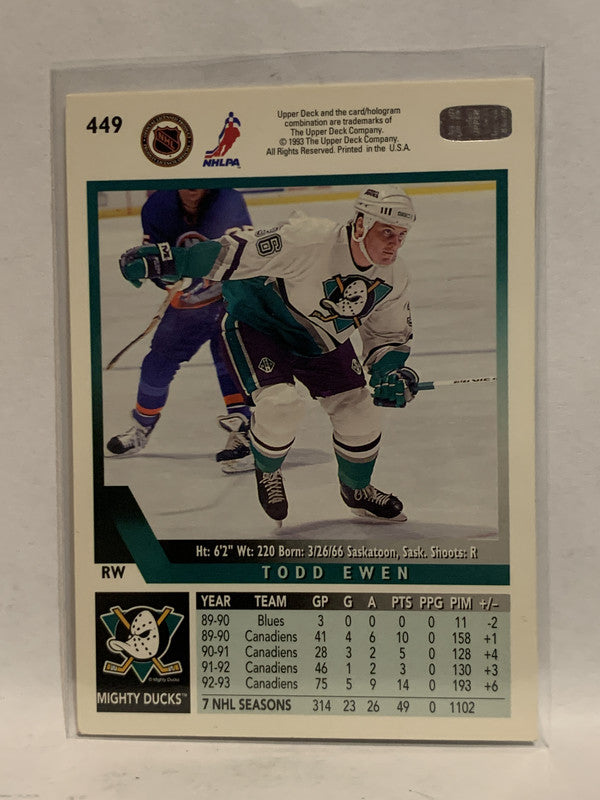 449
NHL
NHLPA
Upper Deck and the card/hologram
combination are trademarks of
The Upper Deck Company.
© 1993 The Upper Deck Company.
All Rights Reserved. Printed in the U.S.A.
Ht: 6'2" Wt: 220 Born: 3/26/66 Saskatoon, Sask. Shoots: R
RW
TODD EWEN
YEAR TEAM GP G A PTS PPG PIM +/–
89-90 Blues 3 0 0 0 0 11 -2
89-90 Canadiens 41 4 6 10 0 158 +1
90-91 Canadiens 28 3 2 5 0 128 +4
91-92 Canadiens 46 1 2 3 0 130 +3
92-93 Canadiens 75 5 9 14 0 193 +6
7 NHL SEASONS 314 23 26 49 0 1102
© Mighty Ducks
MIGHTY DUCKS